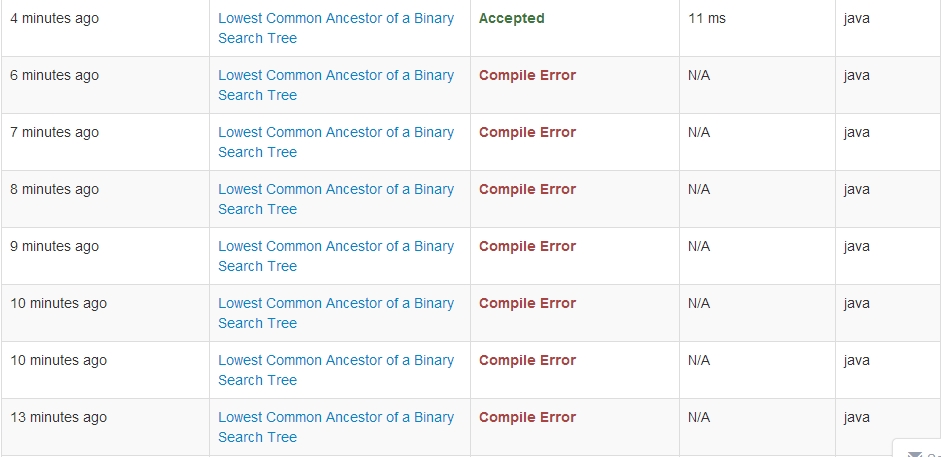 4 minutes ago Lowest Common Ancestor of a Binary Accepted 11 ms java
Search Tree
6 minutes ago Lowest Common Ancestor of a Binary Compile Error N/A java
Search Tree
7 minutes ago Lowest Common Ancestor of a Binary Compile Error N/A java
Search Tree
8 minutes ago Lowest Common Ancestor of a Binary Compile Error N/A java
Search Tree
9 minutes ago Lowest Common Ancestor of a Binary Compile Error N/A java
Search Tree
10 minutes ago Lowest Common Ancestor of a Binary Compile Error N/A java
Search Tree
10 minutes ago Lowest Common Ancestor of a Binary Compile Error N/A java
Search Tree
13 minutes ago Lowest Common Ancestor of a Binary Compile Error N/A java
Search Tree